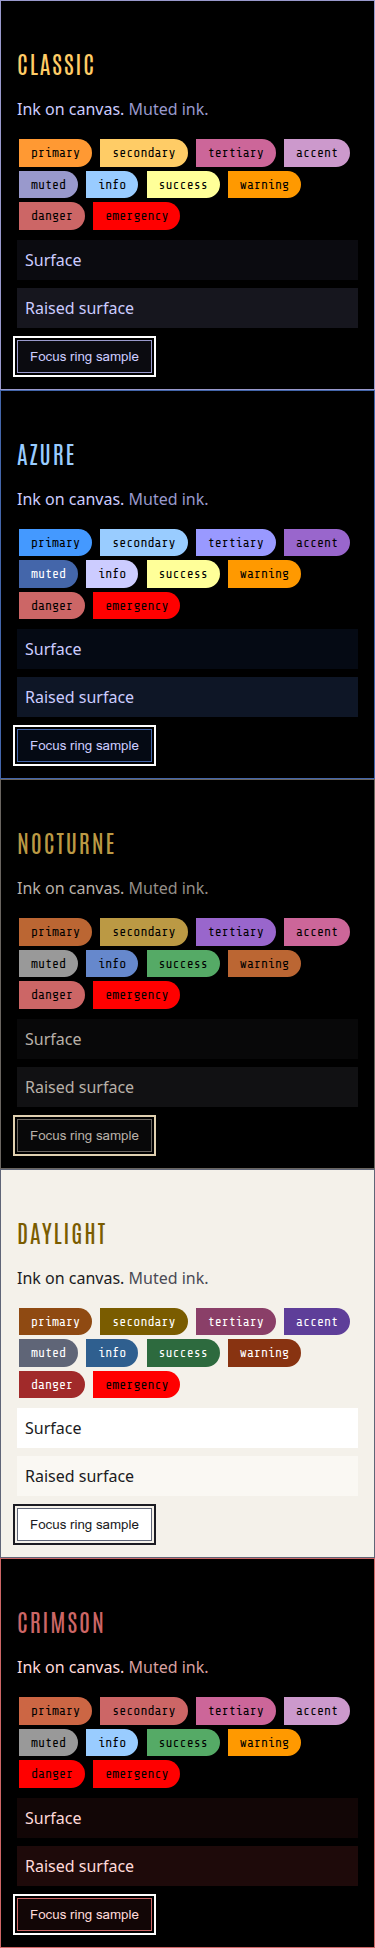 CLASSIC
Ink on canvas. Muted ink.
primary secondary tertiary accent
muted info success warning
danger emergency
Surface
Raised surface
Focus ring sample
AZURE
Ink on canvas. Muted ink.
primary secondary tertiary accent
muted info success warning
danger emergency
Surface
Raised surface
Focus ring sample
NOCTURNE
Ink on canvas. Muted ink.
primary secondary tertiary accent
muted info success warning
danger emergency
Surface
Raised surface
Focus ring sample
DAYLIGHT
Ink on canvas. Muted ink.
primary secondary tertiary accent
muted info success warning
danger emergency
Surface
Raised surface
Focus ring sample
CRIMSON
Ink on canvas. Muted ink.
primary secondary tertiary accent
muted info success warning
danger emergency
Surface
Raised surface
Focus ring sample